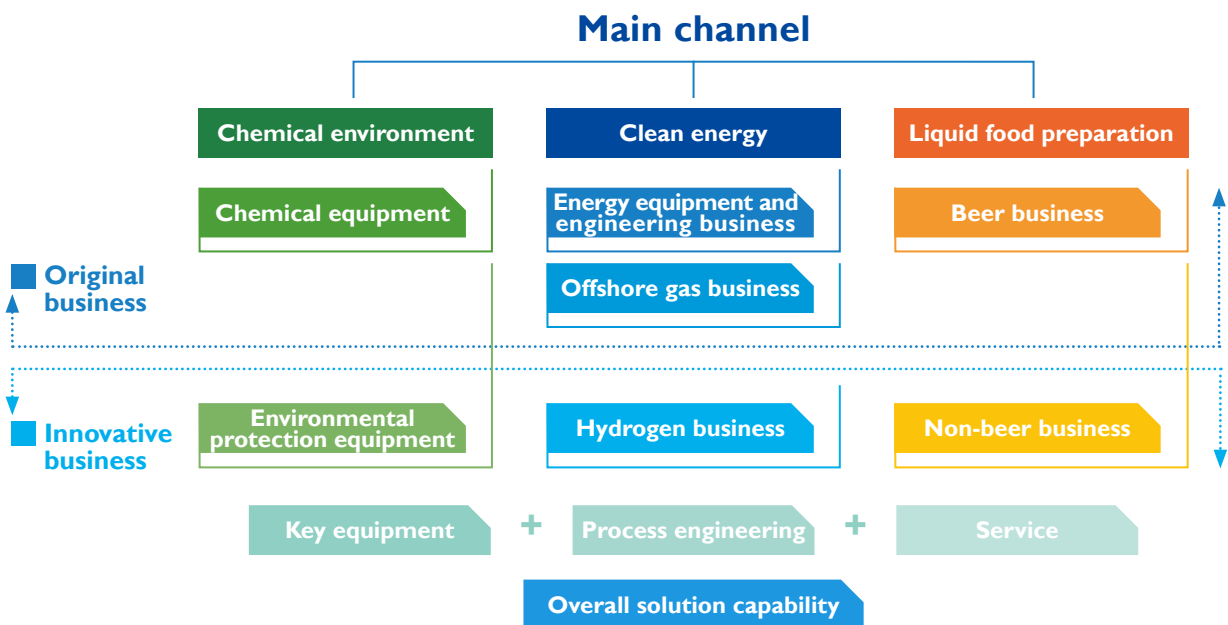 Main channel
Chemical environment
Clean energy
Liquid food preparation
Chemical equipment
Energy equipment and
engineering business
Beer business
Original
business
Offshore gas business
Innovative
business
Environmental
protection equipment
Hydrogen business
Non-beer business
Key equipment
+
Process engineering
+
Service
Overall solution capability